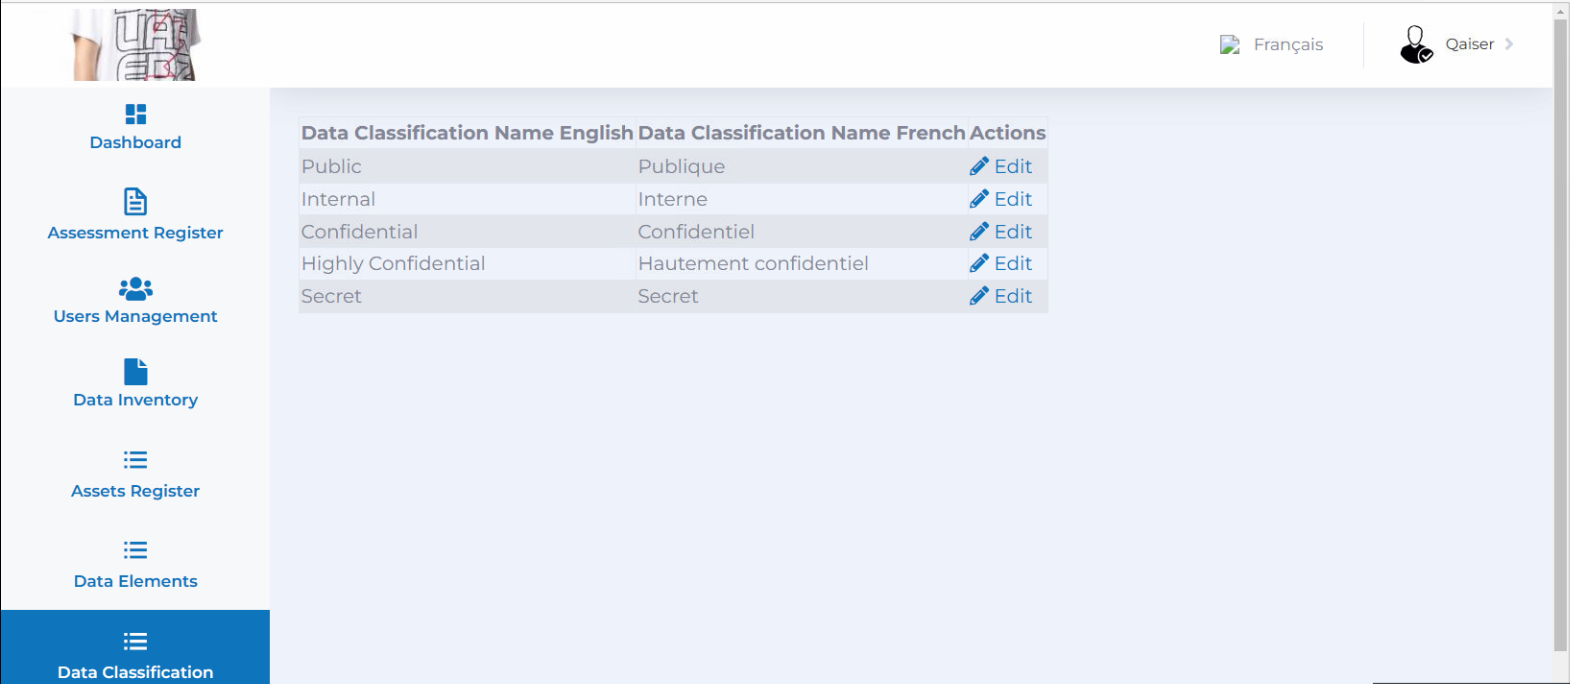 Français
Qaiser
Dashboard
Assessment Register
Users Management
Data Inventory
Assets Register
Data Elements
Data Classification
Data Classification Name English Data Classification Name French Actions
Public Publique Edit
Internal Interne Edit
Confidential Confidentiel Edit
Highly Confidential Hautement confidentiel Edit
Secret Secret Edit